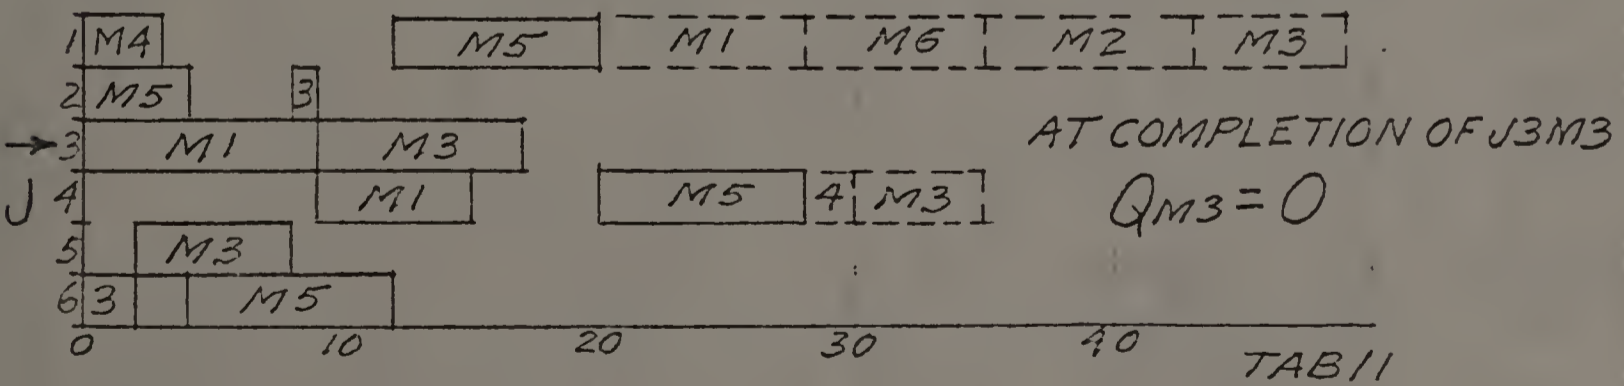 1 M4 M5 M1 M6 M2 M3
2 M5 3
3 M1 M3
AT COMPLETION OF J3M3
J
4 M1 M5 4 M3
QM3 = 0
5 M3
6 3 M5
0 10 20 30 40
TAB 11